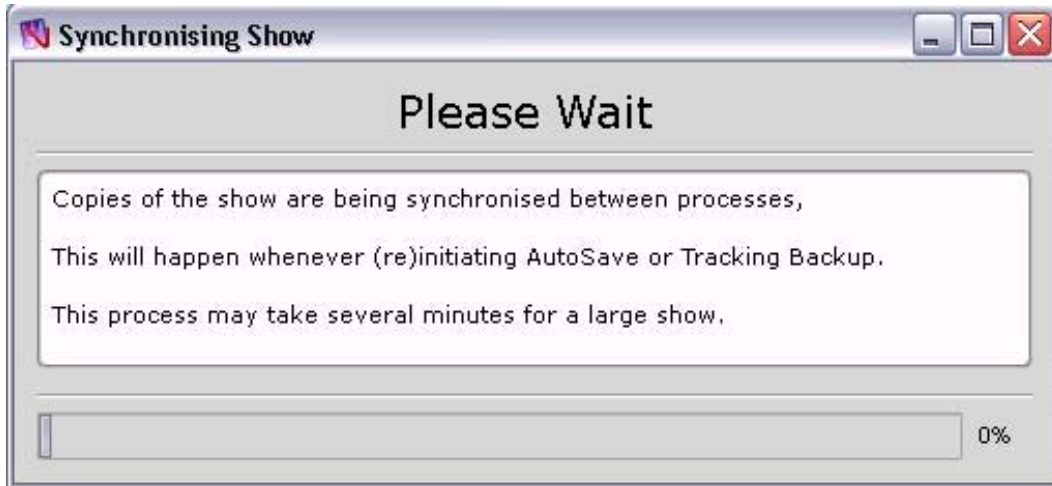 Synchronising Show
Please Wait
Copies of the show are being synchronised between processes,
This will happen whenever (re)initiating AutoSave or Tracking Backup.
This process may take several minutes for a large show.
0%